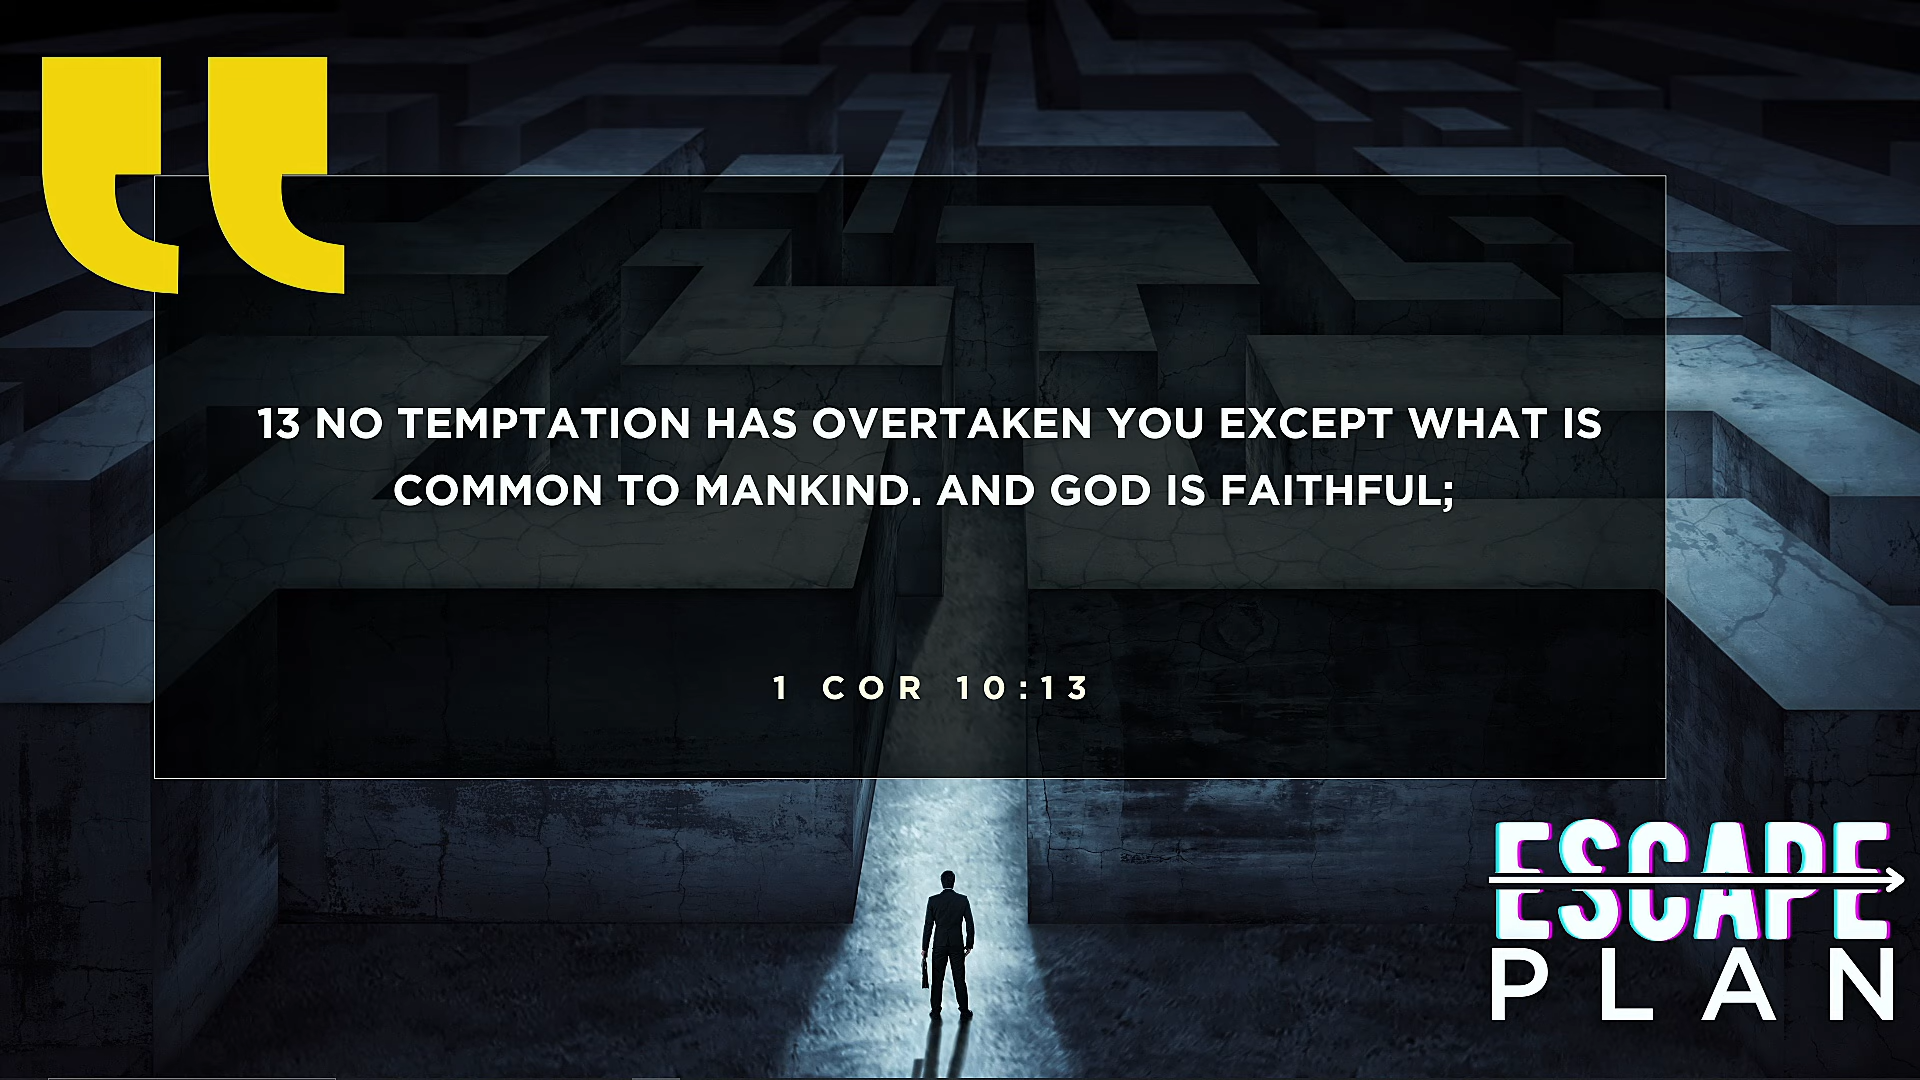 13 NO TEMPTATION HAS OVERTAKEN YOU EXCEPT WHAT IS
COMMON TO MANKIND. AND GOD IS FAITHFUL;
1 COR 10:13
ESCAPE
PLAN